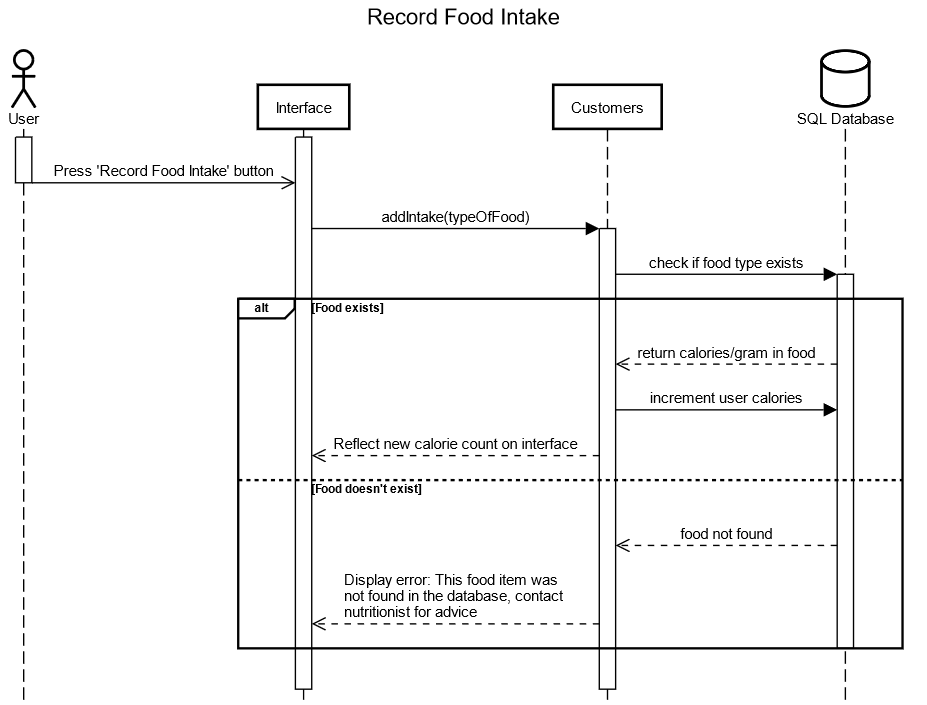 Record Food Intake
User
Interface
Customers
SQL Database
Press 'Record Food Intake' button
addIntake(typeOfFood)
check if food type exists
alt
[Food exists]
return calories/gram in food
increment user calories
Reflect new calorie count on interface
[Food doesn't exist]
food not found
Display error: This food item was
not found in the database, contact
nutritionist for advice